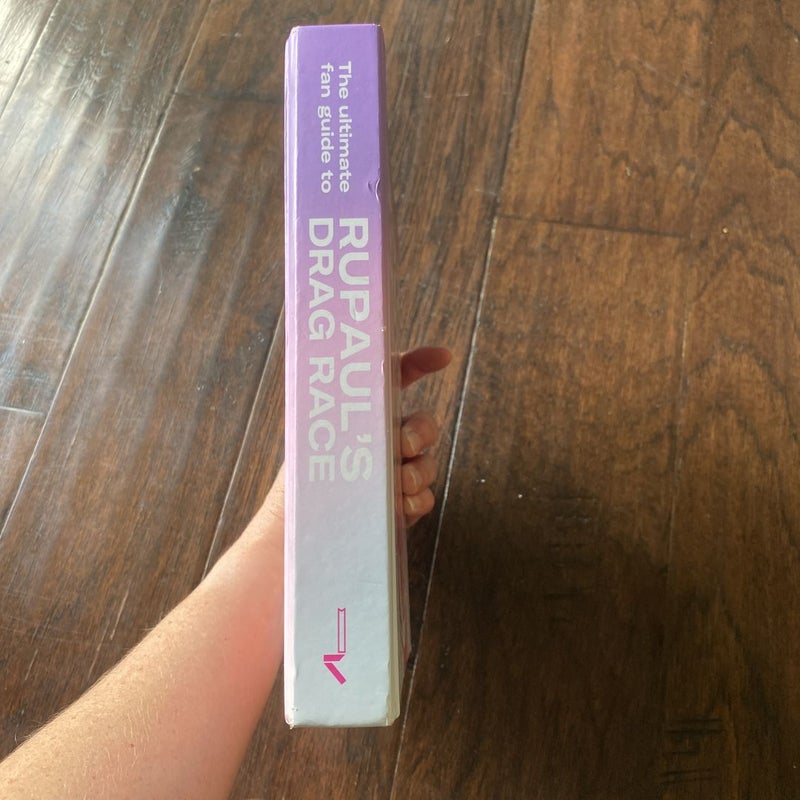 The ultimate
fan guide to
RUPAUL'S
DRAG RACE